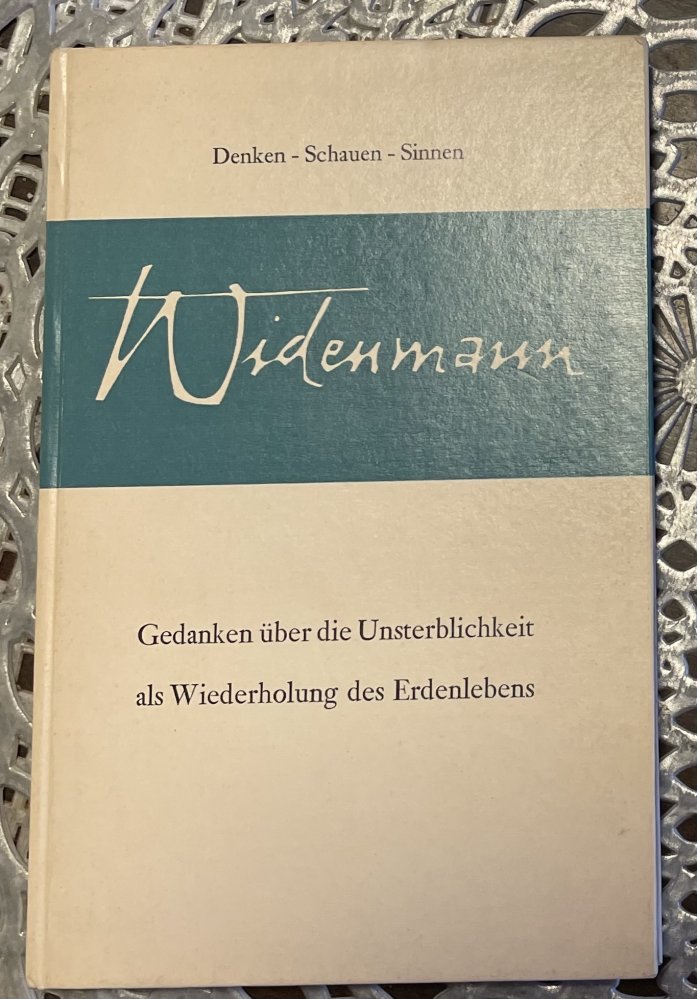 Denken - Schauen - Sinnen
Widenmann
Gedanken über die Unsterblichkeit
als Wiederholung des Erdenlebens